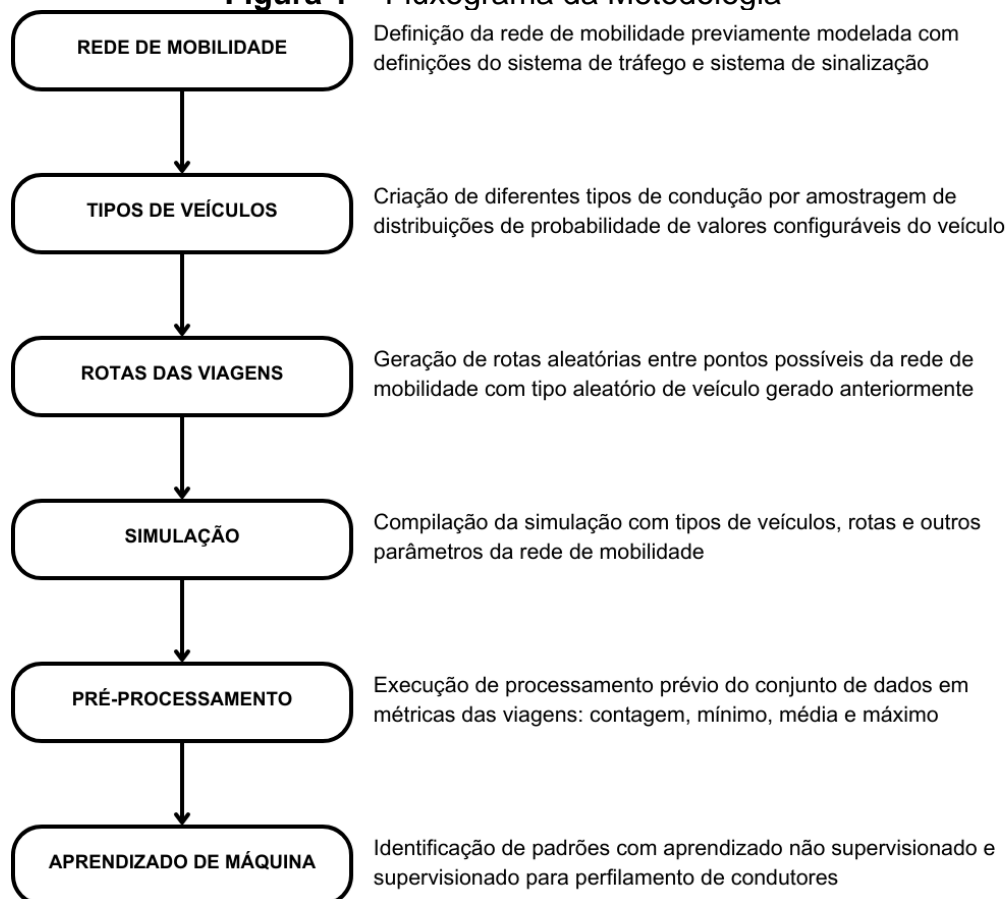 Figura 1 - Fluxograma da Metodologia
REDE DE MOBILIDADE
Definição da rede de mobilidade previamente modelada com
definições do sistema de tráfego e sistema de sinalização
TIPOS DE VEÍCULOS
Criação de diferentes tipos de condução por amostragem de
distribuições de probabilidade de valores configuráveis do veículo
ROTAS DAS VIAGENS
Geração de rotas aleatórias entre pontos possíveis da rede de
mobilidade com tipo aleatório de veículo gerado anteriormente
SIMULAÇÃO
Compilação da simulação com tipos de veículos, rotas e outros
parâmetros da rede de mobilidade
PRÉ-PROCESSAMENTO
Execução de processamento prévio do conjunto de dados em
métricas das viagens: contagem, mínimo, média e máximo
APRENDIZADO DE MÁQUINA
Identificação de padrões com aprendizado não supervisionado e
supervisionado para perfilamento de condutores